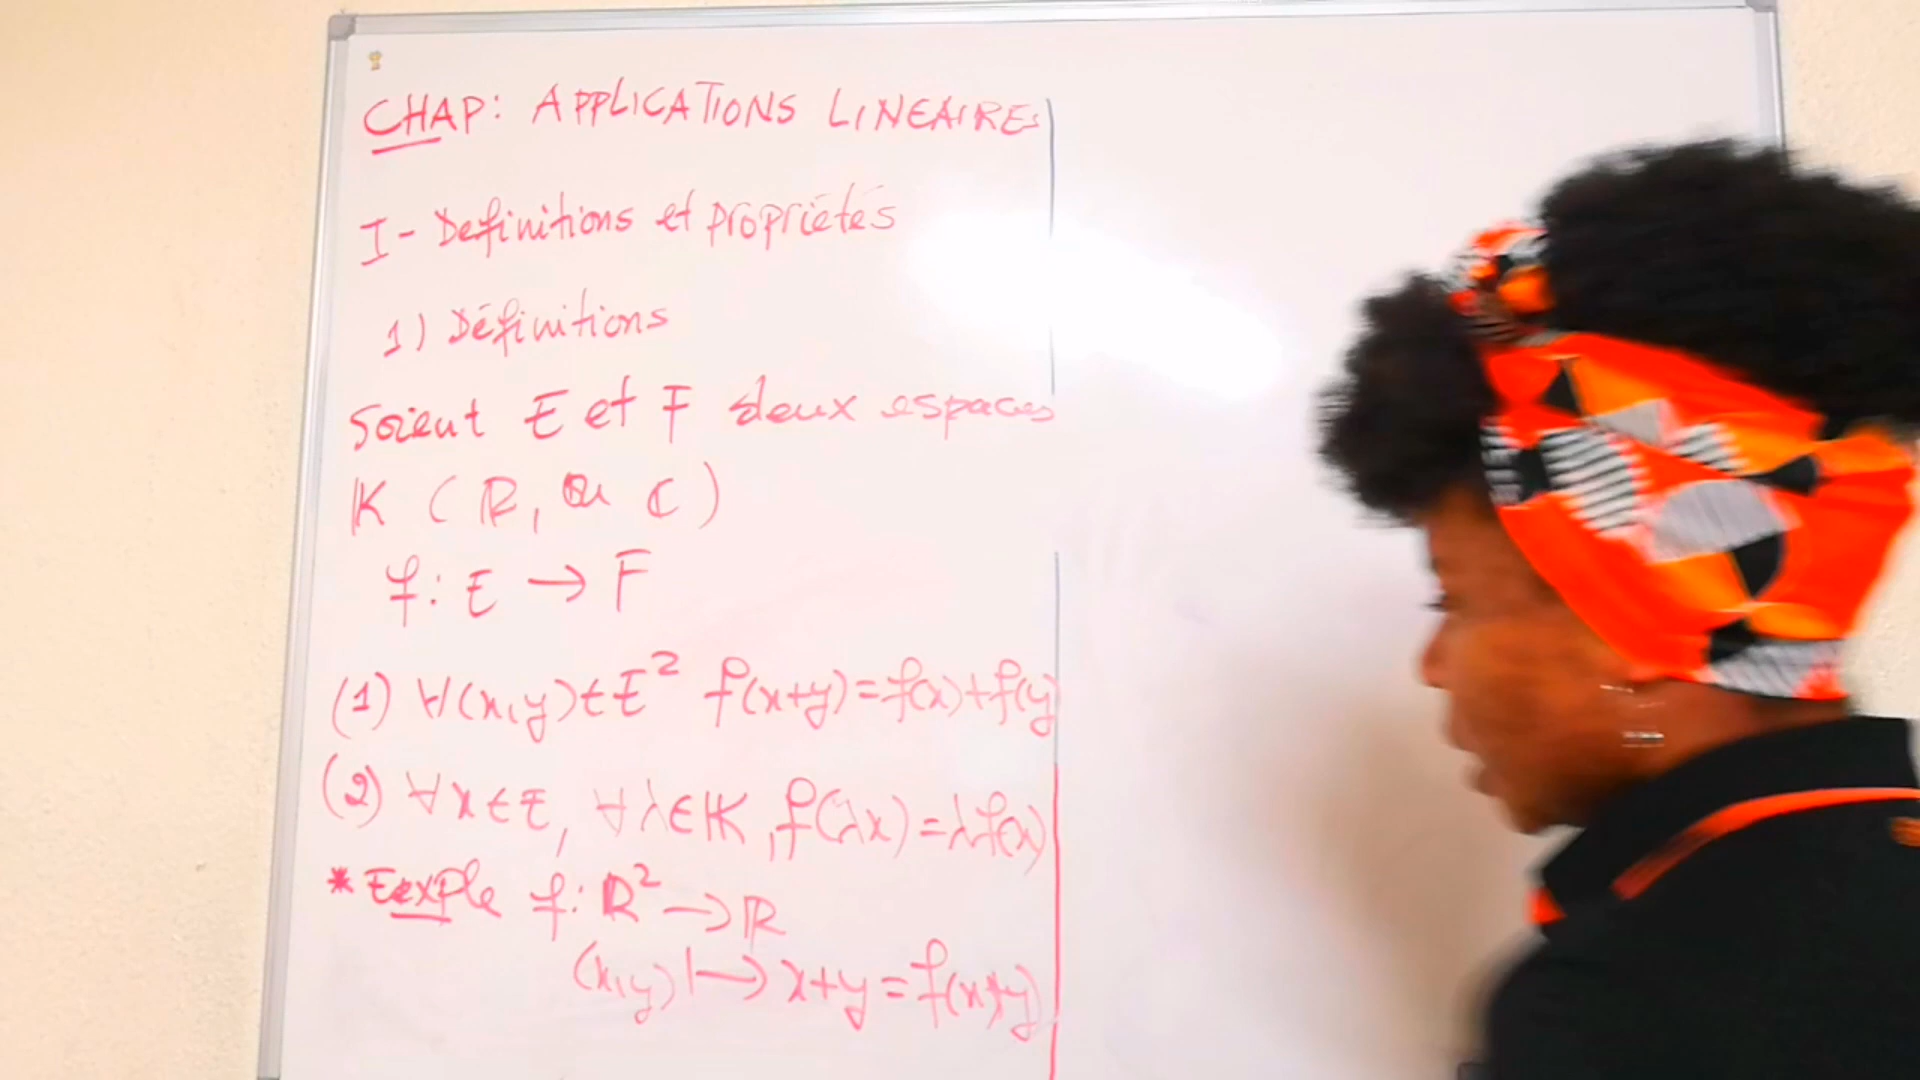 CHAP: APPLICATIONS LINEAIRES
I- Definitions et propriétés
1) Définitions
Soient E et F deux espaces
K (R, ou C)
f: E → F
(1) ∀(x,y)∈E² f(x+y)=f(x)+f(y)
(2) ∀x∈E, ∀λ∈K, f(λx)=λf(x)
* Eexple f: R² → R
(x,y) ↦ x+y = f(x,y)